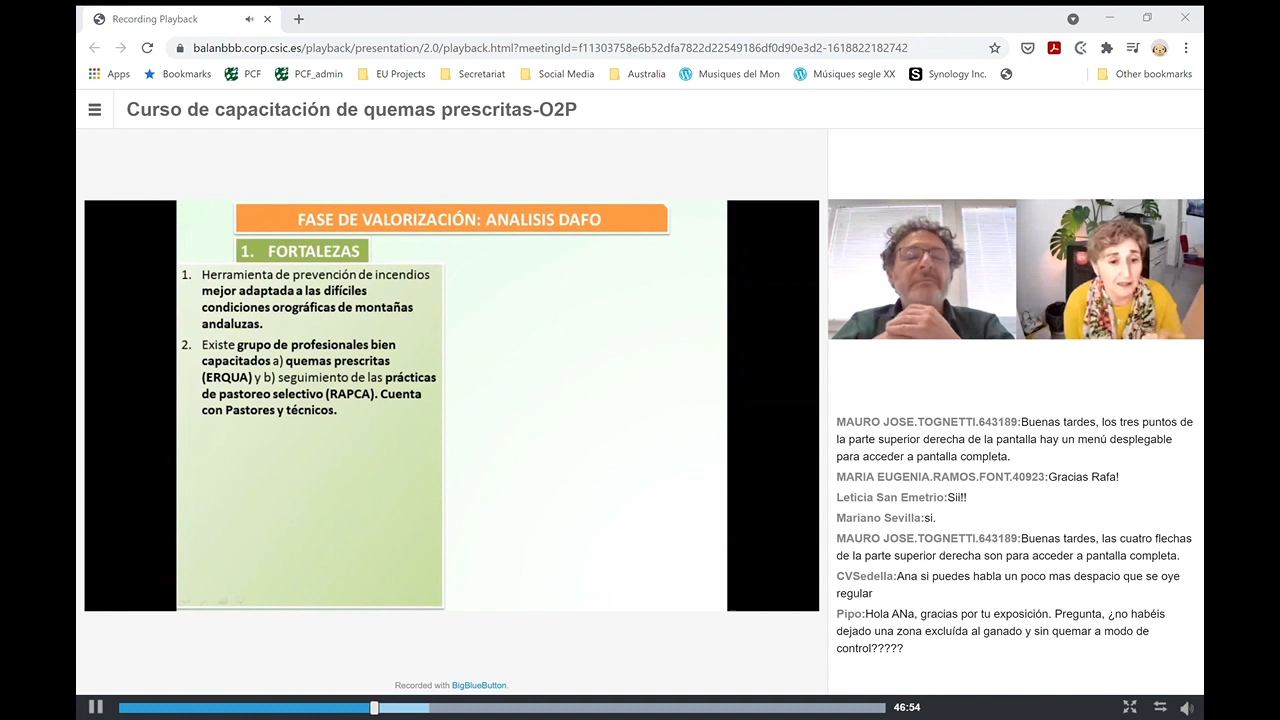 Recording Playback
balanbbb.corp.csic.es/playback/presentation/2.0/playback.html?meetingId=f11303758e6b52dfa7822d22549186df0d90e3d2-1618822182742
Apps Bookmarks PCF PCF_admin EU Projects Secretariat Social Media Australia Musiques del Mon Músiques segle XX Synology Inc. Other bookmarks
Curso de capacitación de quemas prescritas-O2P
FASE DE VALORIZACIÓN: ANALISIS DAFO
1. FORTALEZAS
1. Herramienta de prevención de incendios
mejor adaptada a las difíciles
condiciones orográficas de montañas
andaluzas.
2. Existe grupo de profesionales bien
capacitados a) quemas prescritas
(ERQUA) y b) seguimiento de las prácticas
de pastoreo selectivo (RAPCA). Cuenta
con Pastores y técnicos.
MAURO JOSE.TOGNETTI.643189:Buenas tardes, los tres puntos de
la parte superior derecha de la pantalla hay un menú desplegable
para acceder a pantalla completa.
MARIA EUGENIA.RAMOS.FONT.40923:Gracias Rafa!
Leticia San Emetrio:Sii!!
Mariano Sevilla:si.
MAURO JOSE.TOGNETTI.643189:Buenas tardes, las cuatro flechas
de la parte superior derecha son para acceder a pantalla completa.
CVSedella:Ana si puedes habla un poco mas despacio que se oye
regular
Pipo:Hola ANa, gracias por tu exposición. Pregunta, ¿no habéis
dejado una zona excluída al ganado y sin quemar a modo de
control?????
Recorded with BigBlueButton.
46:54